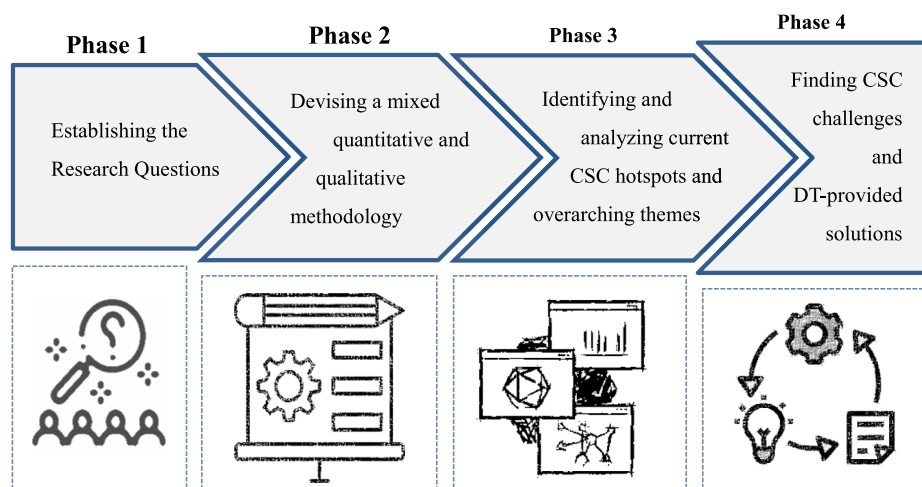 Phase 1
Establishing the
Research Questions
Phase 2
Devising a mixed
quantitative and
qualitative
methodology
Phase 3
Identifying and
analyzing current
CSC hotspots and
overarching themes
Phase 4
Finding CSC
challenges
and
DT-provided
solutions